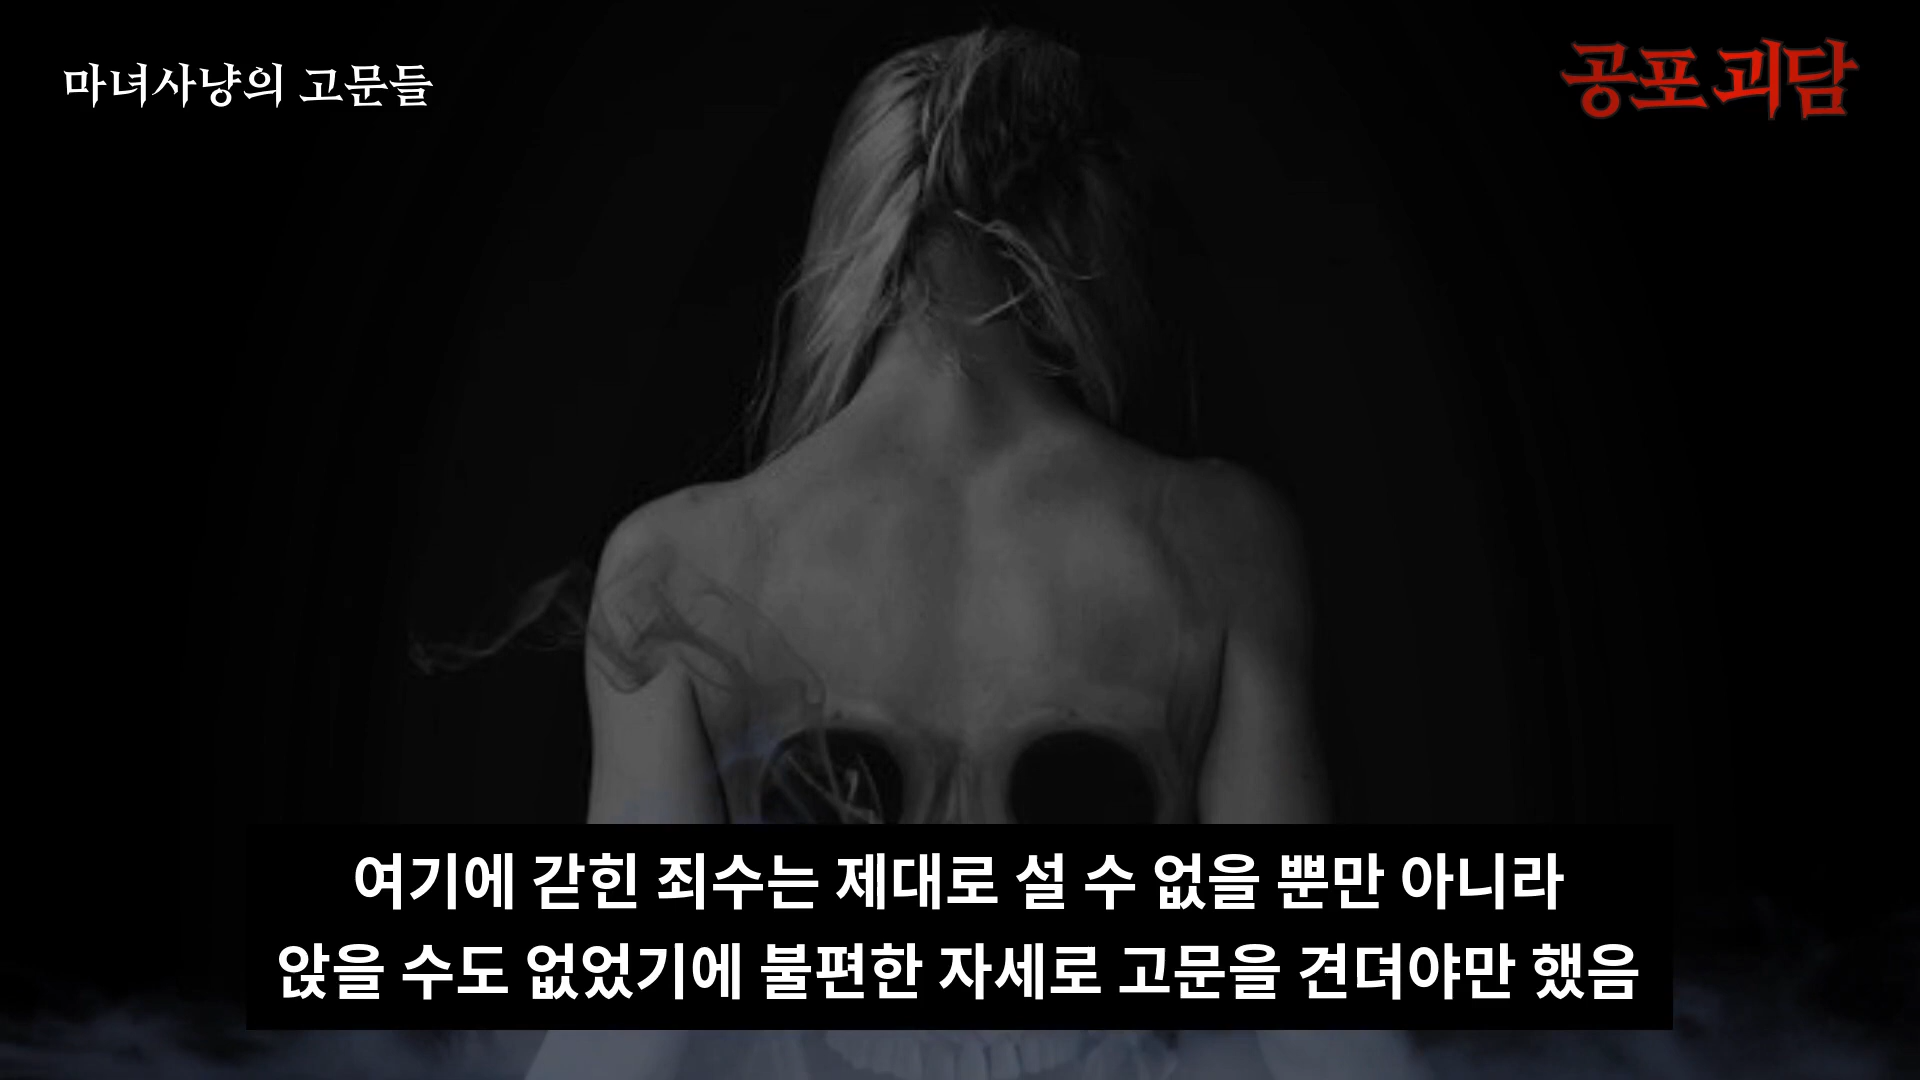 마녀사냥의 고문들
공포 괴담
여기에 갇힌 죄수는 제대로 설 수 없을 뿐만 아니라
앉을 수도 없었기에 불편한 자세로 고문을 견뎌야만 했음